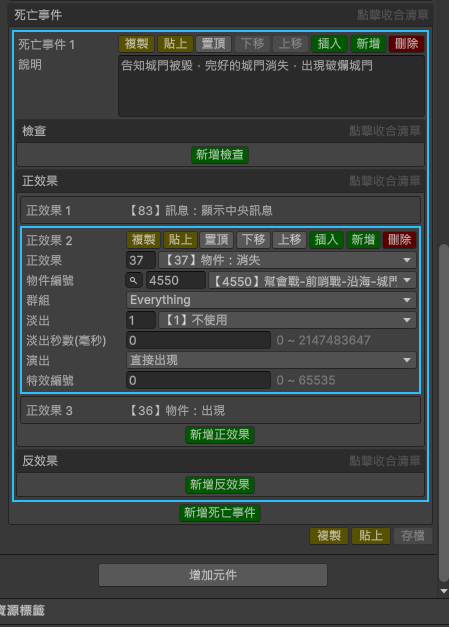 死亡事件 點擊收合清單
死亡事件 1 複製 貼上 置頂 下移 上移 插入 新增 刪除
說明 告知城門被毀，完好的城門消失，出現破爛城門
檢查 點擊收合清單
新增檢查
正效果 點擊收合清單
正效果 1 【83】訊息：顯示中央訊息
正效果 2 複製 貼上 置頂 下移 上移 插入 新增 刪除
正效果 37 【37】物件：消失
物件編號 4550 【4550】幫會戰-前哨戰-沿海-城門
群組 Everything
淡出 1 【1】不使用
淡出秒數(毫秒) 0 0 ~ 2147483647
演出 直接出現
特效編號 0 0 ~ 65535
正效果 3 【36】物件：出現
新增正效果
反效果 點擊收合清單
新增反效果
新增死亡事件
複製 貼上 存檔
增加元件
資源標籤